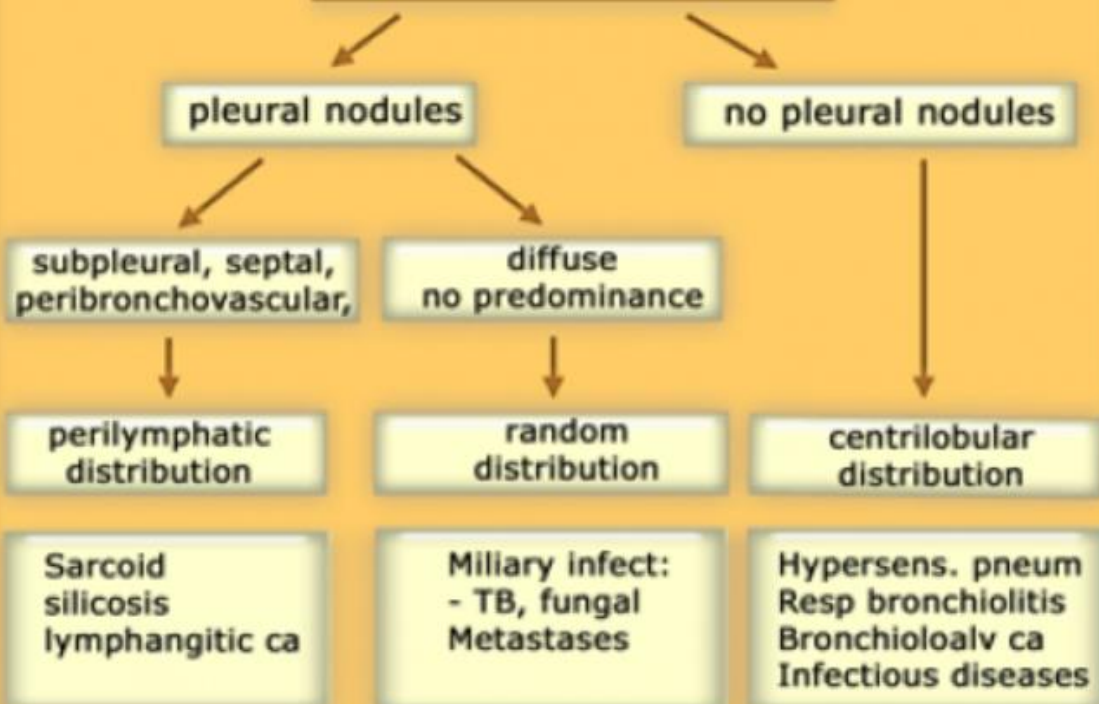 pleural nodules
no pleural nodules
subpleural, septal,
peribronchovascular,
diffuse
no predominance
perilymphatic
distribution
random
distribution
centrilobular
distribution
Sarcoid
silicosis
lymphangitic ca
Miliary infect:
- TB, fungal
Metastases
Hypersens. pneum
Resp bronchiolitis
Bronchioloalv ca
Infectious diseases